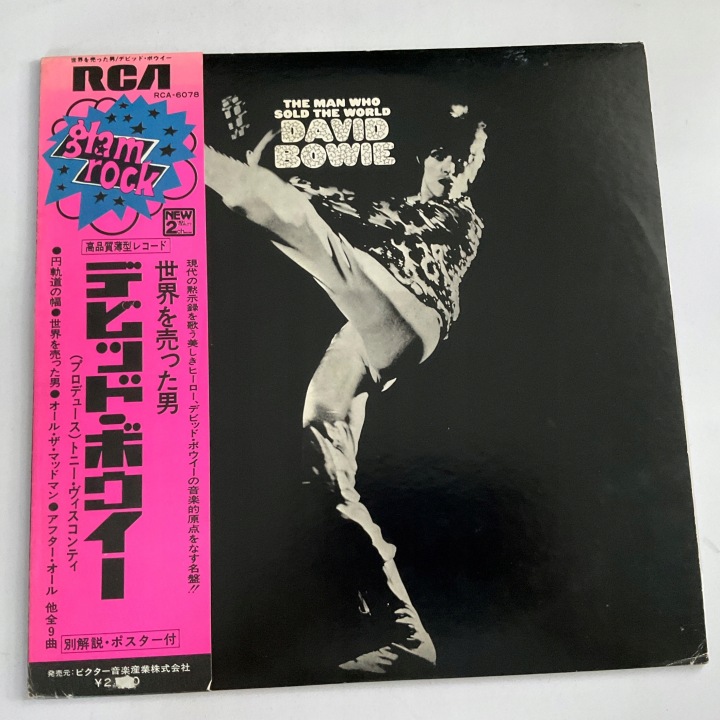 世界を売った男/デビッド・ボウイー
RCA
RCA-6078
glam
rock
NEW
2
高品質薄型レコード
現代の黙示録を歌う美しきヒーロー、デビッド・ボウイーの音楽的原点をなす名盤!!
世界を売った男
デビッド・ボウイー
(プロデュース)トニー・ヴィスコンティ
●円軌道の幅●世界を売った男●オール・ザ・マッドマン●アフター・オール 他全9曲
別解説・ポスター付
発売元:ビクター音楽産業株式会社
THE MAN WHO
SOLD THE WORLD
DAVID
BOWIE